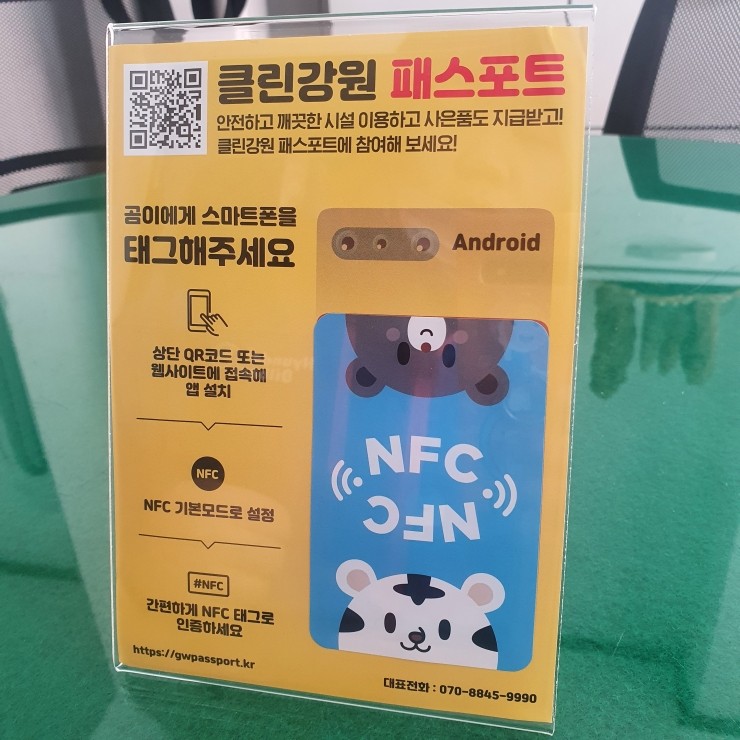 클린강원 패스포트
안전하고 깨끗한 시설 이용하고 사은품도 지급받고!
클린강원 패스포트에 참여해 보세요!
곰이에게 스마트폰을
태그해주세요
상단 QR코드 또는
웹사이트에 접속해
앱 설치
NFC
NFC 기본모드로 설정
#NFC
간편하게 NFC 태그로
인증하세요
https://gwpassport.kr
Android
NFC
NFC
대표전화 : 070-8845-9990